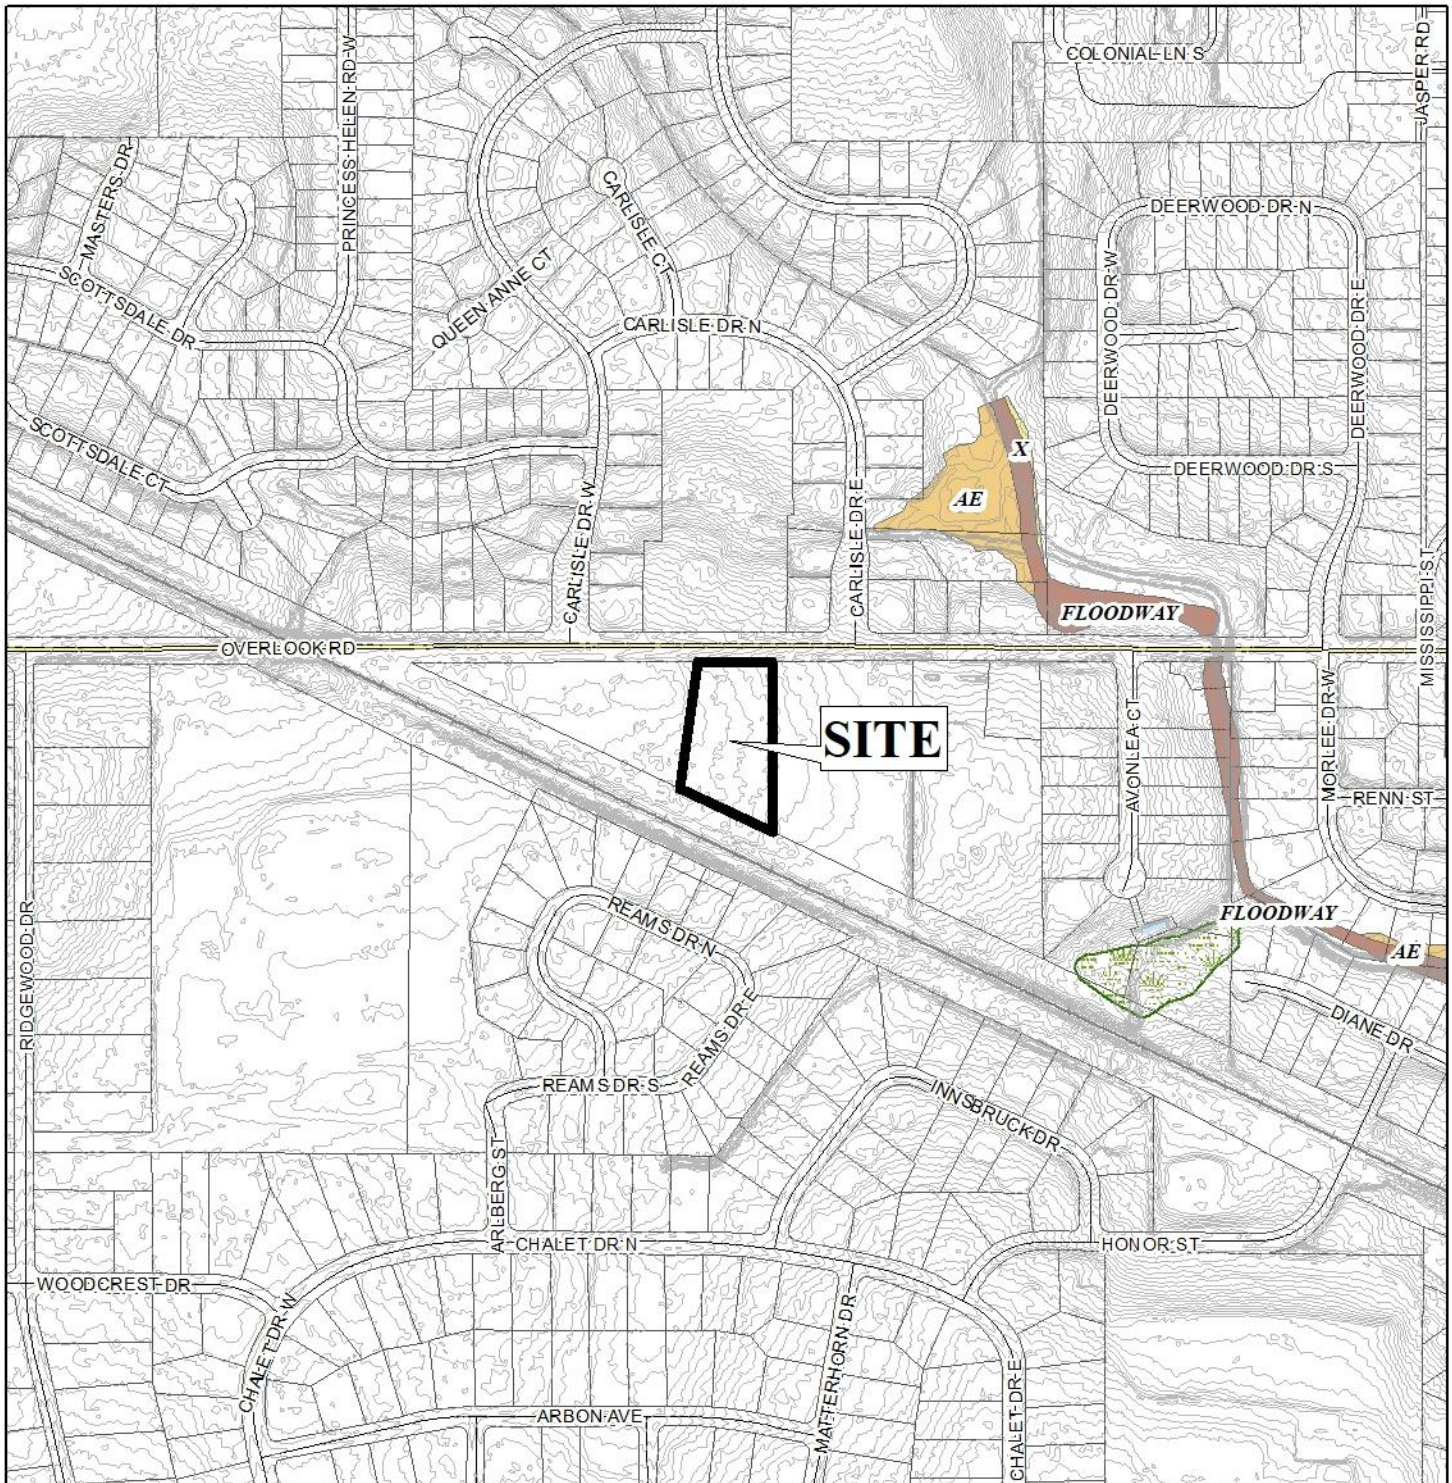 COLONIAL LN S
JASPER RD
PRINCESS HELEN RD W
MASTERS DR
CARLISLE CT
DEERWOOD DR N
SCOTTSDALE DR
QUEEN ANNE CT
CARLISLE DR N
DEERWOOD DR W
DEERWOOD DR E
SCOTTSDALE CT
X
DEERWOOD DR S
AE
CARLISLE DR W
CARLISLE DR E
FLOODWAY
MISSISSIPPI ST
OVERLOOK RD
SITE
AVONLEA CT
MORLEE DR W
RENN ST
RIDGEWOOD DR
REAMS DR N
FLOODWAY
AE
REAMS DR E
DIANE DR
REAMS DR S
INNSBRUCK DR
ARLBERG ST
CHALET DR N
HONOR ST
WOODCREST DR
CHALET DR W
MATTERHORN DR
CHALET DR E
ARBON AVE